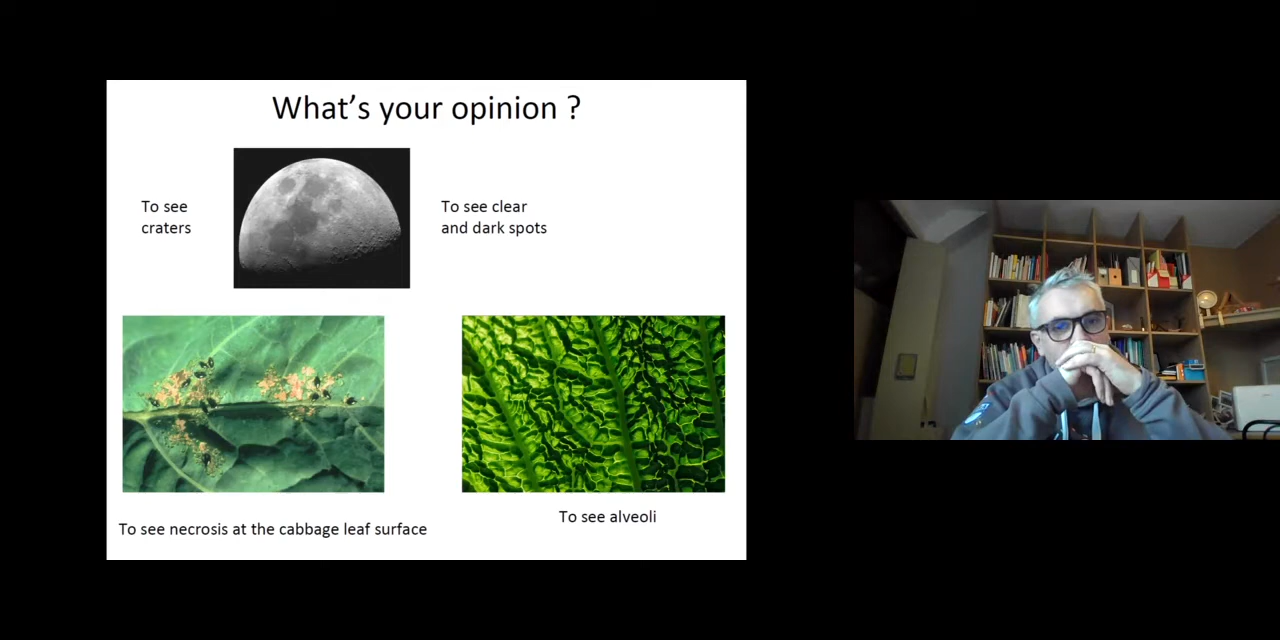 What's your opinion ?
To see
craters
To see clear
and dark spots
To see necrosis at the cabbage leaf surface
To see alveoli